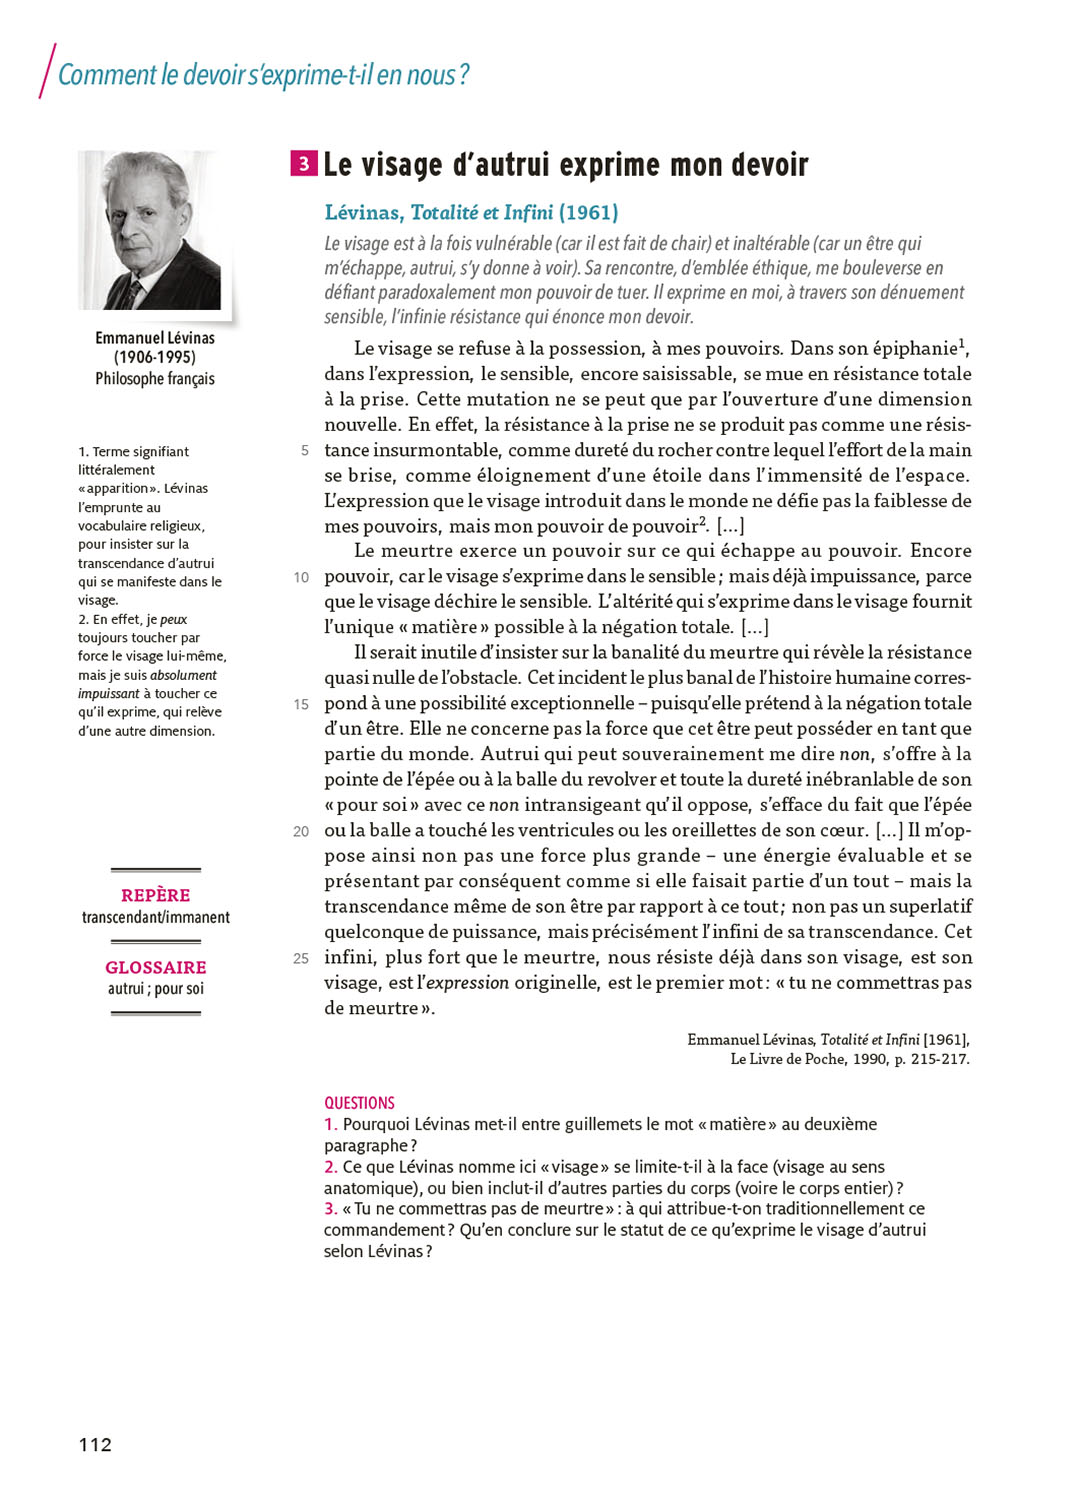 Comment le devoir s'exprime-t-il en nous ?
Emmanuel Lévinas
(1906-1995)
Philosophe français
1. Terme signifiant
littéralement
« apparition ». Lévinas
l'emprunte au
vocabulaire religieux,
pour insister sur la
transcendance d'autrui
qui se manifeste dans le
visage.
2. En effet, je peux
toujours toucher par
force le visage lui-même,
mais je suis absolument
impuissant à toucher ce
qu'il exprime, qui relève
d'une autre dimension.
REPÈRE
transcendant/immanent
GLOSSAIRE
autrui ; pour soi
3 Le visage d'autrui exprime mon devoir
Lévinas, Totalité et Infini (1961)
Le visage est à la fois vulnérable (car il est fait de chair) et inaltérable (car un être qui
m'échappe, autrui, s'y donne à voir). Sa rencontre, d'emblée éthique, me bouleverse en
défiant paradoxalement mon pouvoir de tuer. Il exprime en moi, à travers son dénuement
sensible, l'infinie résistance qui énonce mon devoir.
Le visage se refuse à la possession, à mes pouvoirs. Dans son épiphanie1,
dans l'expression, le sensible, encore saisissable, se mue en résistance totale
à la prise. Cette mutation ne se peut que par l'ouverture d'une dimension
nouvelle. En effet, la résistance à la prise ne se produit pas comme une résis-
5 tance insurmontable, comme dureté du rocher contre lequel l'effort de la main
se brise, comme éloignement d'une étoile dans l'immensité de l'espace.
L'expression que le visage introduit dans le monde ne défie pas la faiblesse de
mes pouvoirs, mais mon pouvoir de pouvoir2. [...]
Le meurtre exerce un pouvoir sur ce qui échappe au pouvoir. Encore
10 pouvoir, car le visage s'exprime dans le sensible ; mais déjà impuissance, parce
que le visage déchire le sensible. L'altérité qui s'exprime dans le visage fournit
l'unique « matière » possible à la négation totale. [...]
Il serait inutile d'insister sur la banalité du meurtre qui révèle la résistance
quasi nulle de l'obstacle. Cet incident le plus banal de l'histoire humaine corres-
15 pond à une possibilité exceptionnelle – puisqu'elle prétend à la négation totale
d'un être. Elle ne concerne pas la force que cet être peut posséder en tant que
partie du monde. Autrui qui peut souverainement me dire non, s'offre à la
pointe de l'épée ou à la balle du revolver et toute la dureté inébranlable de son
« pour soi » avec ce non intransigeant qu'il oppose, s'efface du fait que l'épée
20 ou la balle a touché les ventricules ou les oreillettes de son cœur. [...] Il m'op-
pose ainsi non pas une force plus grande – une énergie évaluable et se
présentant par conséquent comme si elle faisait partie d'un tout – mais la
transcendance même de son être par rapport à ce tout ; non pas un superlatif
quelconque de puissance, mais précisément l'infini de sa transcendance. Cet
25 infini, plus fort que le meurtre, nous résiste déjà dans son visage, est son
visage, est l'expression originelle, est le premier mot : « tu ne commettras pas
de meurtre ».
Emmanuel Lévinas, Totalité et Infini [1961],
Le Livre de Poche, 1990, p. 215-217.
QUESTIONS
1. Pourquoi Lévinas met-il entre guillemets le mot « matière » au deuxième
paragraphe ?
2. Ce que Lévinas nomme ici « visage » se limite-t-il à la face (visage au sens
anatomique), ou bien inclut-il d'autres parties du corps (voire le corps entier) ?
3. « Tu ne commettras pas de meurtre » : à qui attribue-t-on traditionnellement ce
commandement ? Qu'en conclure sur le statut de ce qu'exprime le visage d'autrui
selon Lévinas ?
112